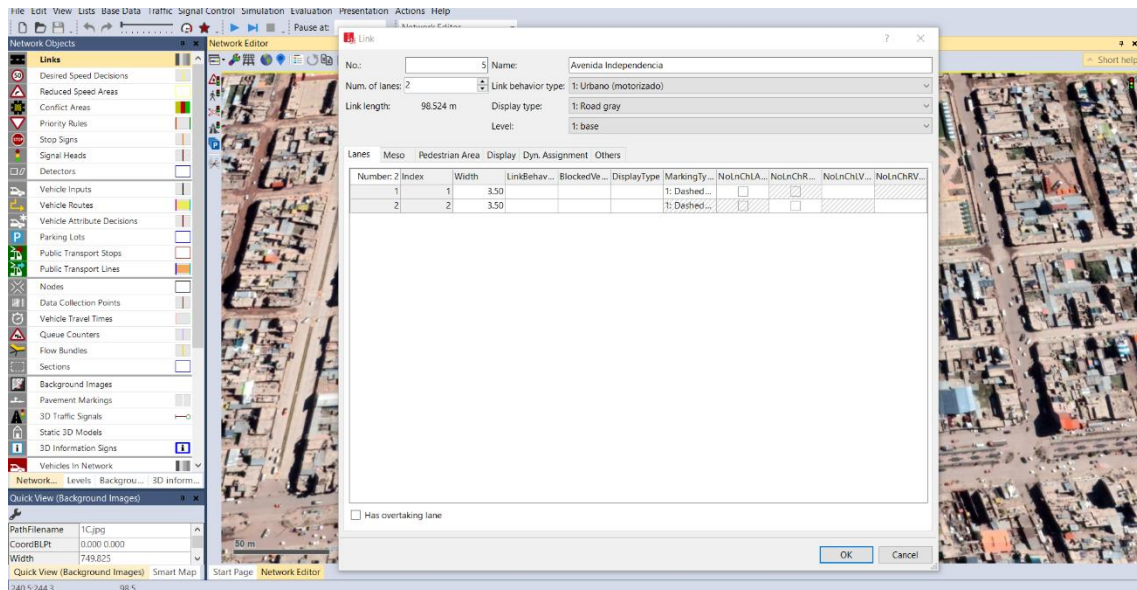 File Edit View Lists Base Data Traffic Signal Control Simulation Evaluation Presentation Actions Help
Pause at:
Network Editor
Network Objects
Links
Desired Speed Decisions
Reduced Speed Areas
Conflict Areas
Priority Rules
Stop Signs
Signal Heads
Detectors
Vehicle Inputs
Vehicle Routes
Vehicle Attribute Decisions
Parking Lots
Public Transport Stops
Public Transport Lines
Nodes
Data Collection Points
Vehicle Travel Times
Queue Counters
Flow Bundles
Sections
Background Images
Pavement Markings
3D Traffic Signals
Static 3D Models
3D Information Signs
Vehicles In Network
Network... Levels Backgrou... 3D inform...
Quick View (Background Images)
PathFilename 1C.jpg
CoordBLPt 0.000 0.000
Width 749.825
Quick View (Background Images) Smart Map
240.5:244.3 98.5
Network Editor
50 m
Start Page Network Editor
Short help
Link
? ×
No.: 5 Name: Avenida Independencia
Num. of lanes: 2 Link behavior type: 1: Urbano (motorizado)
Link length: 98.524 m Display type: 1: Road gray
Level: 1: base
Lanes Meso Pedestrian Area Display Dyn. Assignment Others
Number: 2 Index Width LinkBehav... BlockedVe... DisplayType MarkingTy... NoLnChLA... NoLnChR... NoLnChLV... NoLnChRV...
1 1 3.50 1: Dashed...
2 2 3.50 1: Dashed...
Has overtaking lane
OK Cancel